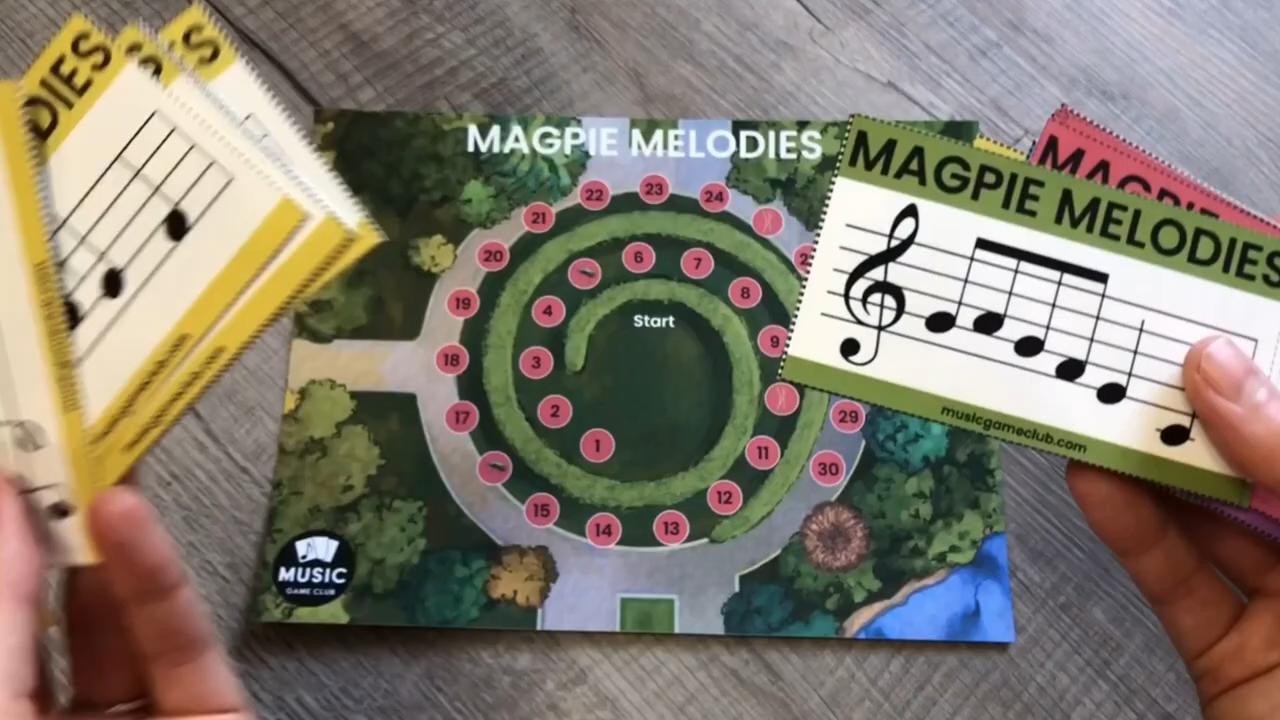 DIES
S
S
MAGPIE MELODIES
MAGPIE
MAGPIE MELODIES
22
23
24
21
20
6
7
19
4
8
Start
9
18
3
2
17
1
29
11
30
12
15
14
13
musicgameclub.com
MUSIC
GAME CLUB